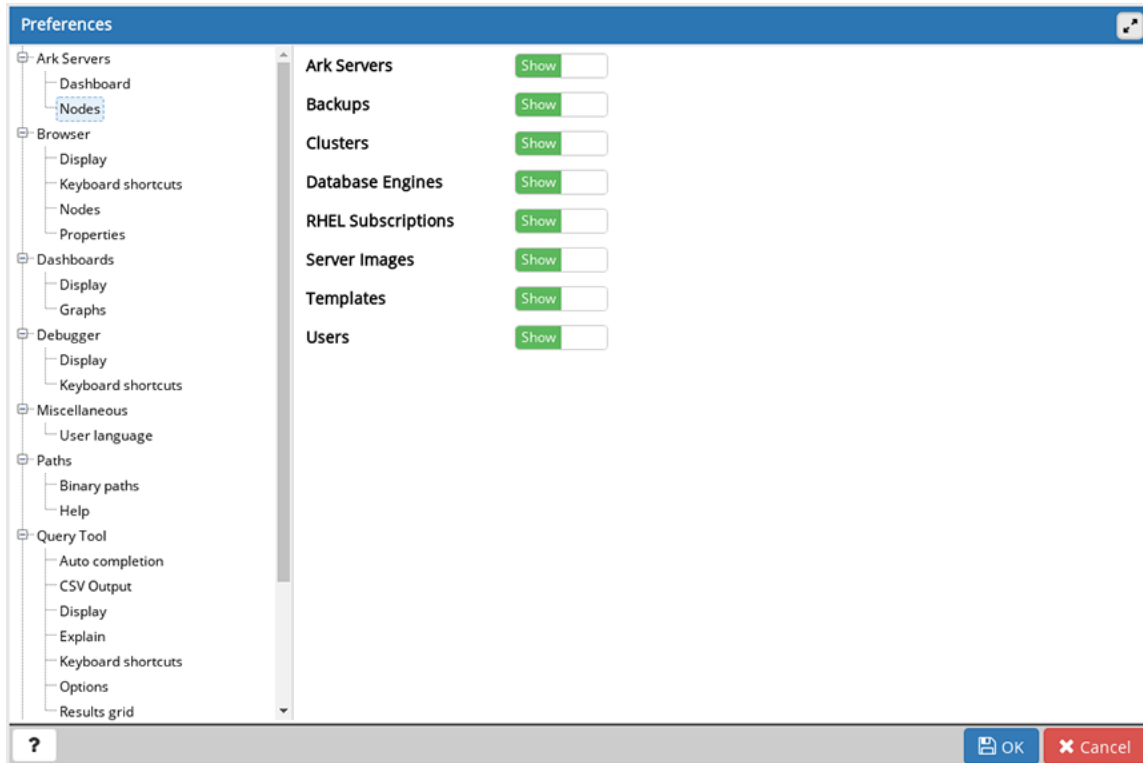 Preferences
Ark Servers
Dashboard
Nodes
Browser
Display
Keyboard shortcuts
Nodes
Properties
Dashboards
Display
Graphs
Debugger
Display
Keyboard shortcuts
Miscellaneous
User language
Paths
Binary paths
Help
Query Tool
Auto completion
CSV Output
Display
Explain
Keyboard shortcuts
Options
Results grid
Ark Servers Show
Backups Show
Clusters Show
Database Engines Show
RHEL Subscriptions Show
Server Images Show
Templates Show
Users Show
? OK Cancel